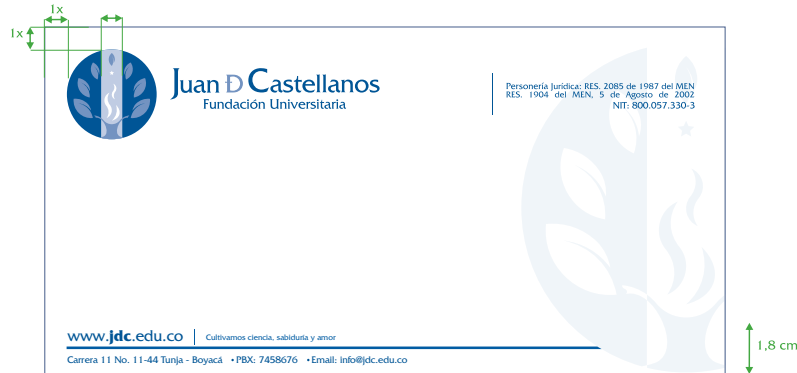 1x
1x
Juan Đ Castellanos
Fundación Universitaria
Personería Jurídica: RES. 2085 de 1987 del MEN
RES. 1904 del MEN, 5 de Agosto de 2002
NIT: 800.057.330-3
www.jdc.edu.co
Cultivamos ciencia, sabiduría y amor
Carrera 11 No. 11-44 Tunja - Boyacá • PBX: 7458676 • Email: info@jdc.edu.co
1,8 cm